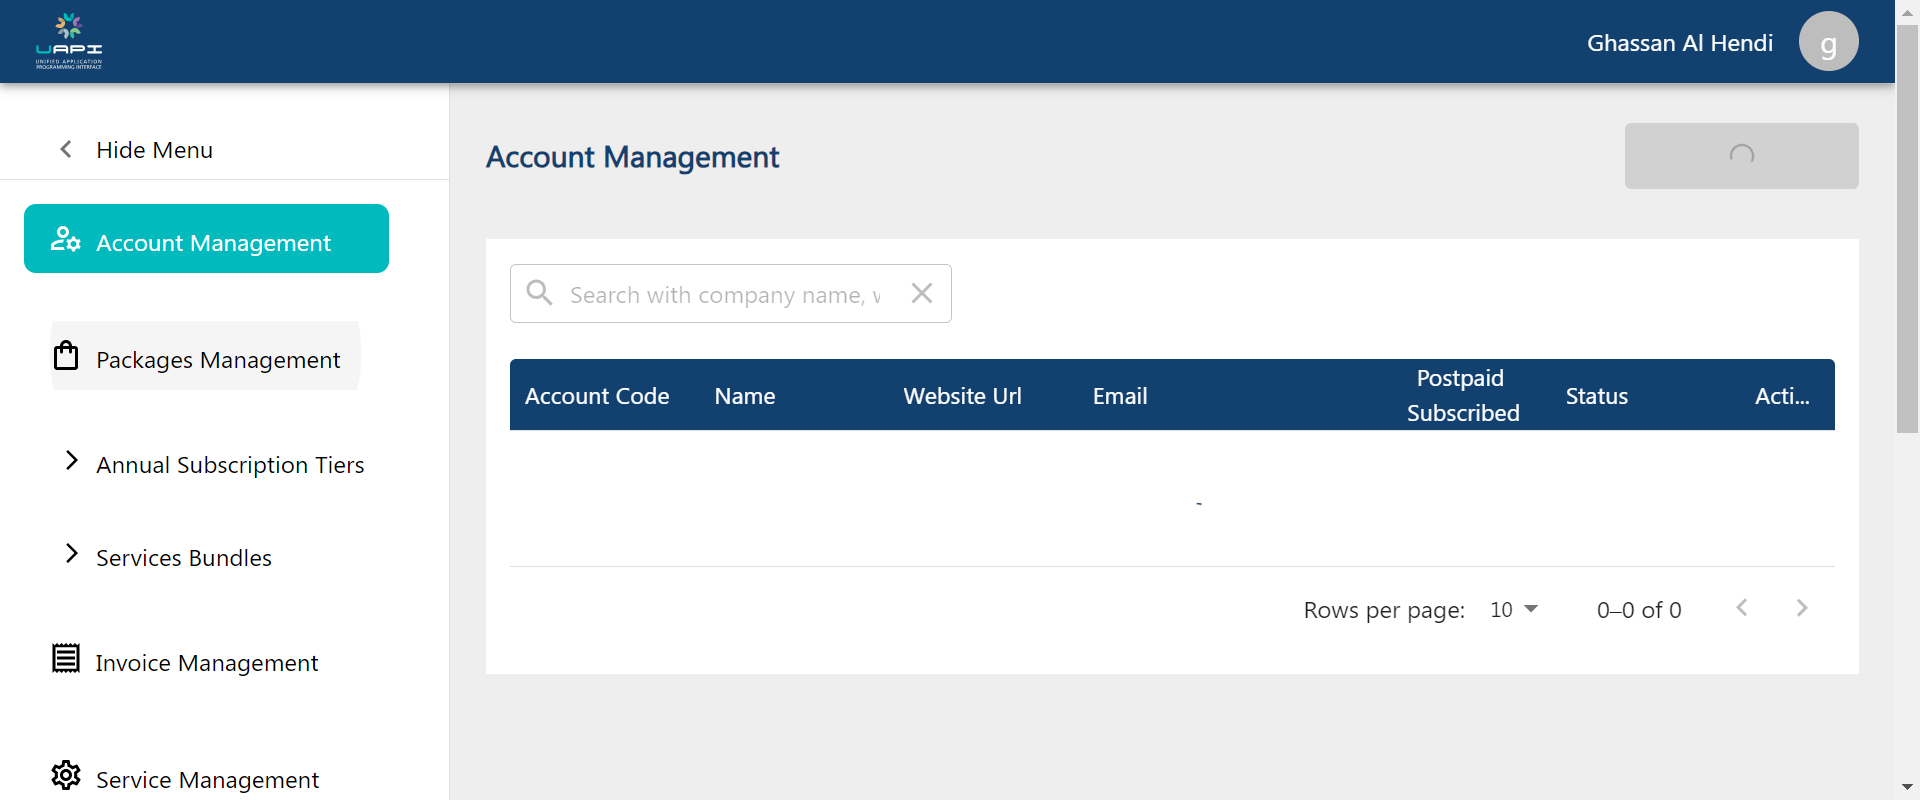 UAPI
UNIFIED APPLICATION
PROGRAMMING INTERFACE
Ghassan Al Hendi
g
Hide Menu
Account Management
Packages Management
Annual Subscription Tiers
Services Bundles
Invoice Management
Service Management
Account Management
Search with company name, v
Account Code Name Website Url Email Postpaid Subscribed Status Acti...
Rows per page: 10 0–0 of 0